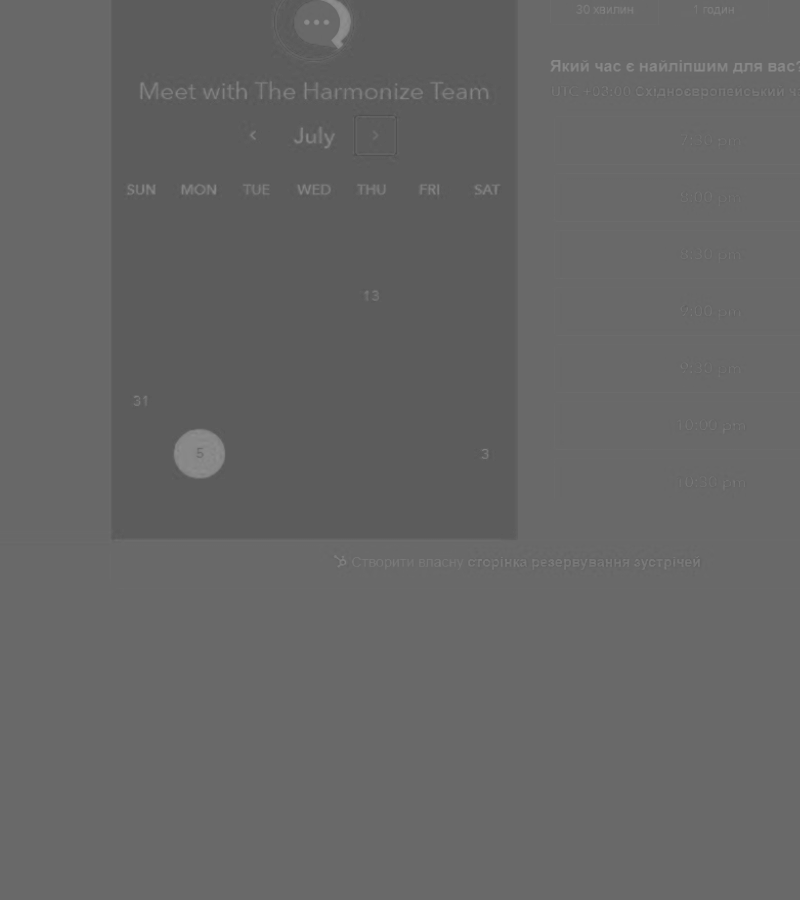 30 хвилин 1 годин
Який час є найліпшим для вас?
Meet with The Harmonize Team
UTC +03:00 Східноєвропейський ч
July
7:30 pm
SUN MON TUE WED THU FRI SAT
8:00 pm
8:30 pm
13
9:00 pm
9:30 pm
31
10:00 pm
5 3
10:30 pm
Створити власну сторінка резервування зустрічей